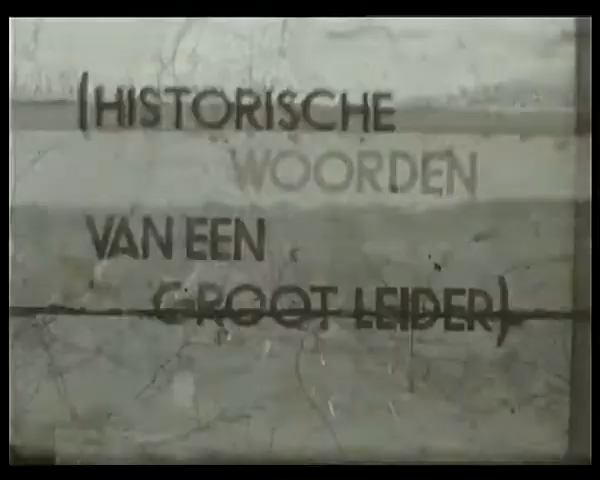 (HISTORISCHE
WOORDEN
VAN EEN
GROOT LEIDER)